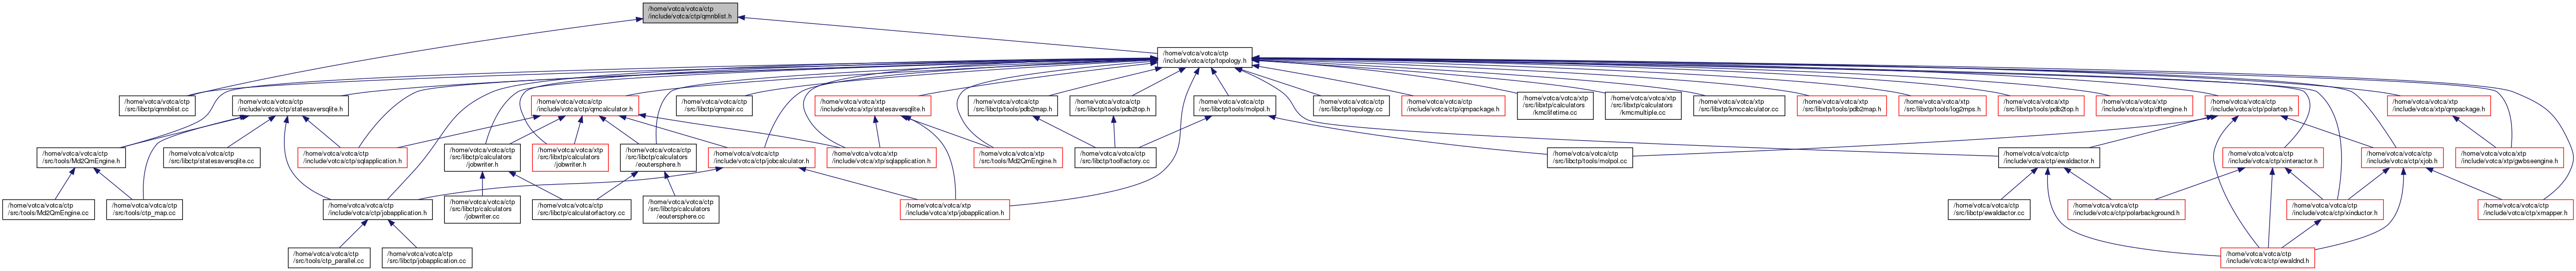 /home/votca/votca/ctp
/include/votca/ctp/qmnblist.h
/home/votca/votca/ctp
/include/votca/ctp/topology.h
/home/votca/votca/ctp
/src/libctp/qmnblist.cc
/home/votca/votca/ctp
/include/votca/ctp/statesaversqlite.h
/home/votca/votca/ctp
/include/votca/ctp/qmcalculator.h
/home/votca/votca/ctp
/src/libctp/qmpair.cc
/home/votca/votca/xtp
/include/votca/xtp/statesaversqlite.h
/home/votca/votca/ctp
/src/libctp/tools/pdb2map.h
/home/votca/votca/ctp
/src/libctp/tools/pdb2top.h
/home/votca/votca/ctp
/src/libctp/tools/molpol.h
/home/votca/votca/ctp
/src/libctp/topology.cc
/home/votca/votca/ctp
/include/votca/ctp/qmpackage.h
/home/votca/votca/xtp
/src/libxtp/calculators
/kmclifetime.cc
/home/votca/votca/xtp
/src/libxtp/calculators
/kmcmultiple.cc
/home/votca/votca/xtp
/src/libxtp/kmccalculator.cc
/home/votca/votca/xtp
/src/libxtp/tools/pdb2map.h
/home/votca/votca/xtp
/src/libxtp/tools/log2mps.h
/home/votca/votca/xtp
/src/libxtp/tools/pdb2top.h
/home/votca/votca/xtp
/include/votca/xtp/dftengine.h
/home/votca/votca/ctp
/include/votca/ctp/polartop.h
/home/votca/votca/xtp
/include/votca/xtp/qmpackage.h
/home/votca/votca/ctp
/src/tools/Md2QmEngine.h
/home/votca/votca/ctp
/src/libctp/statesaversqlite.cc
/home/votca/votca/ctp
/include/votca/ctp/sqlapplication.h
/home/votca/votca/ctp
/src/libctp/calculators
/jobwriter.h
/home/votca/votca/xtp
/src/libxtp/calculators
/jobwriter.h
/home/votca/votca/ctp
/src/libctp/calculators
/eoutersphere.h
/home/votca/votca/ctp
/include/votca/ctp/jobcalculator.h
/home/votca/votca/xtp
/include/votca/xtp/sqlapplication.h
/home/votca/votca/xtp
/src/tools/Md2QmEngine.h
/home/votca/votca/ctp
/src/libctp/toolfactory.cc
/home/votca/votca/ctp
/src/libctp/tools/molpol.cc
/home/votca/votca/ctp
/include/votca/ctp/ewaldactor.h
/home/votca/votca/ctp
/include/votca/ctp/xinteractor.h
/home/votca/votca/ctp
/include/votca/ctp/xjob.h
/home/votca/votca/xtp
/include/votca/xtp/gwbseengine.h
/home/votca/votca/ctp
/src/tools/Md2QmEngine.cc
/home/votca/votca/ctp
/src/tools/ctp_map.cc
/home/votca/votca/ctp
/include/votca/ctp/jobapplication.h
/home/votca/votca/ctp
/src/libctp/calculators
/jobwriter.cc
/home/votca/votca/ctp
/src/libctp/calculatorfactory.cc
/home/votca/votca/ctp
/src/libctp/calculators
/eoutersphere.cc
/home/votca/votca/xtp
/include/votca/xtp/jobapplication.h
/home/votca/votca/ctp
/src/libctp/ewaldactor.cc
/home/votca/votca/ctp
/include/votca/ctp/polarbackground.h
/home/votca/votca/ctp
/include/votca/ctp/xinductor.h
/home/votca/votca/ctp
/include/votca/ctp/xmapper.h
/home/votca/votca/ctp
/src/tools/ctp_parallel.cc
/home/votca/votca/ctp
/src/libctp/jobapplication.cc
/home/votca/votca/ctp
/include/votca/ctp/ewaldnd.h